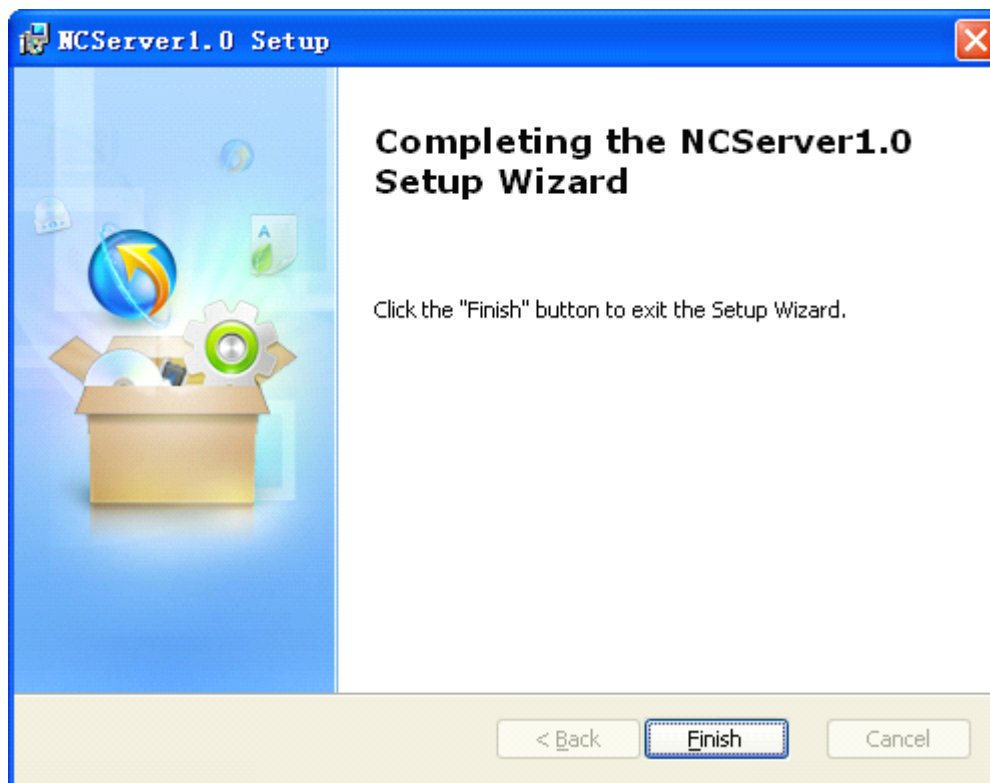 NCServer1.0 Setup
Completing the NCServer1.0
Setup Wizard
A
Click the "Finish" button to exit the Setup Wizard.
< Back
Finish
Cancel